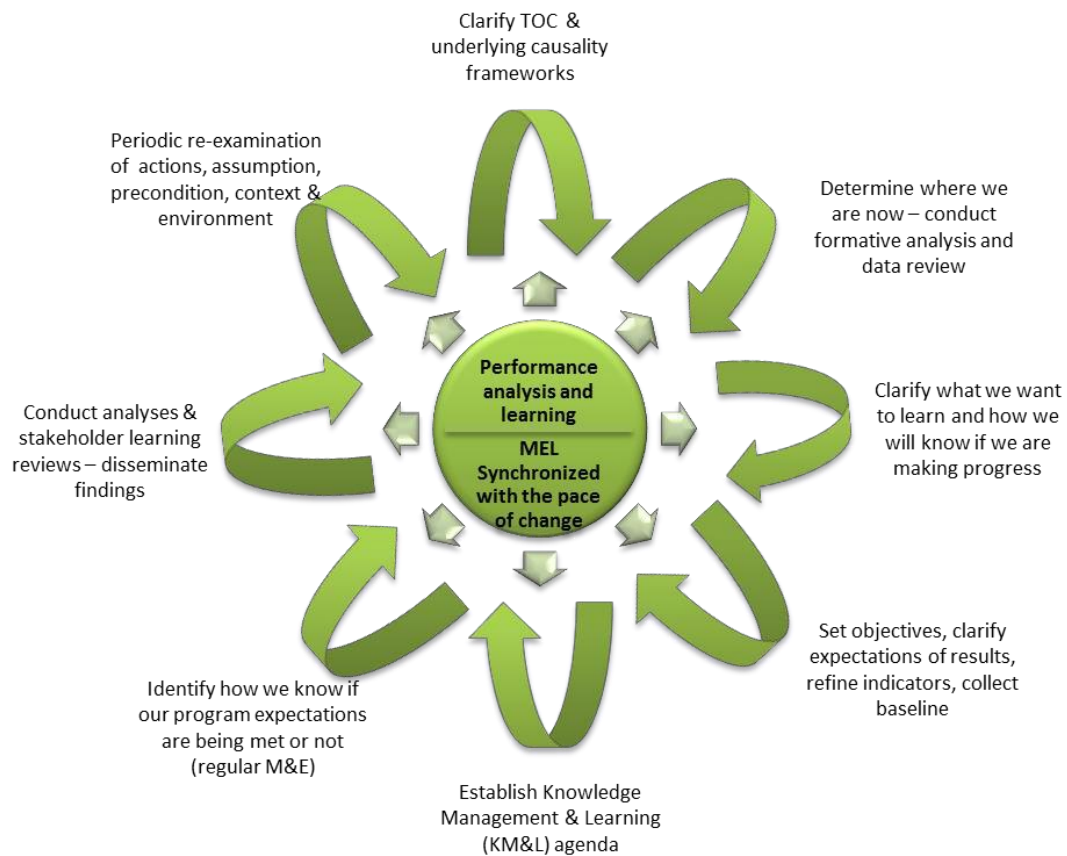 Clarify TOC &
underlying causality
frameworks
Determine where we
are now – conduct
formative analysis and
data review
Clarify what we want
to learn and how we
will know if we are
making progress
Set objectives, clarify
expectations of results,
refine indicators, collect
baseline
Establish Knowledge
Management & Learning
(KM&L) agenda
Identify how we know if
our program expectations
are being met or not
(regular M&E)
Conduct analyses &
stakeholder learning
reviews – disseminate
findings
Periodic re-examination
of actions, assumption,
precondition, context &
environment
Performance
analysis and
learning
MEL
Synchronized
with the pace
of change